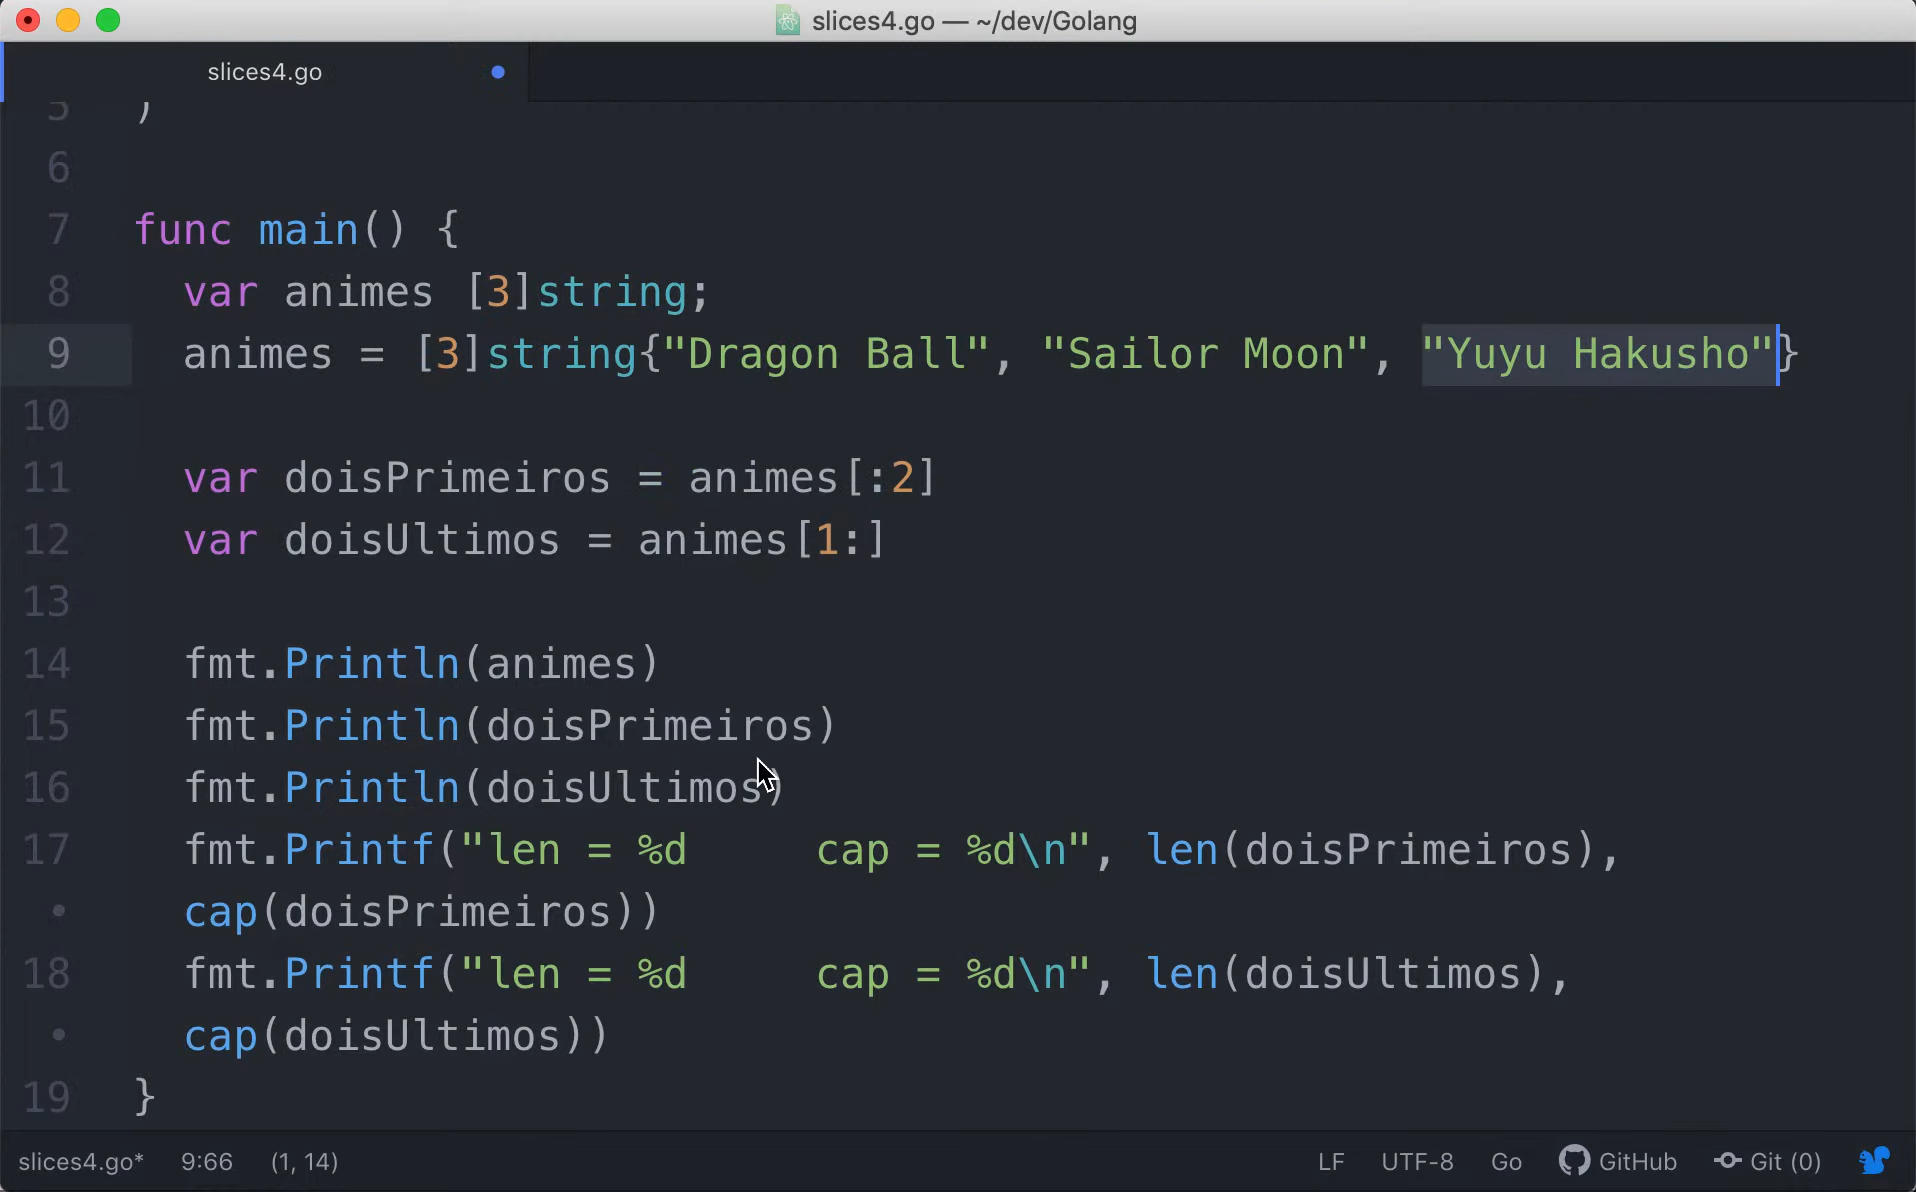 slices4.go — ~/dev/Golang
slices4.go
5 )
6
7 func main() {
8 var animes [3]string;
9 animes = [3]string{"Dragon Ball", "Sailor Moon", "Yuyu Hakusho"}
10
11 var doisPrimeiros = animes[:2]
12 var doisUltimos = animes[1:]
13
14 fmt.Println(animes)
15 fmt.Println(doisPrimeiros)
16 fmt.Println(doisUltimos)
17 fmt.Printf("len = %d     cap = %d\n", len(doisPrimeiros),
• cap(doisPrimeiros))
18 fmt.Printf("len = %d     cap = %d\n", len(doisUltimos),
• cap(doisUltimos))
19 }
slices4.go* 9:66 (1, 14) LF UTF-8 Go GitHub Git (0)